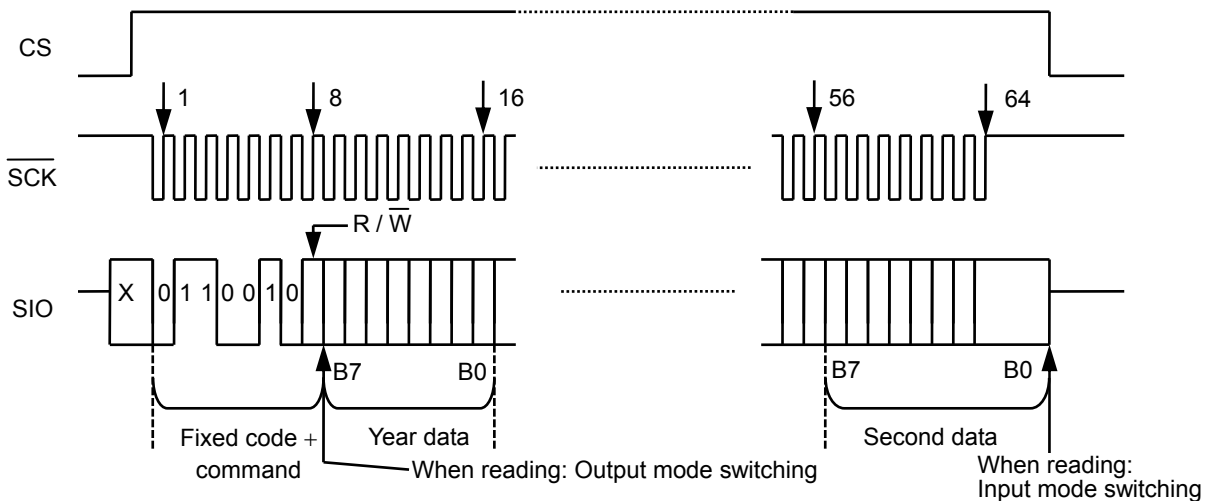 CS
1 8 16 56 64
SCK
R / W
X 0 1 1 0 0 1 0
SIO
B7 B0 B7 B0
Fixed code + command
Year data
Second data
When reading: Output mode switching
When reading:
Input mode switching